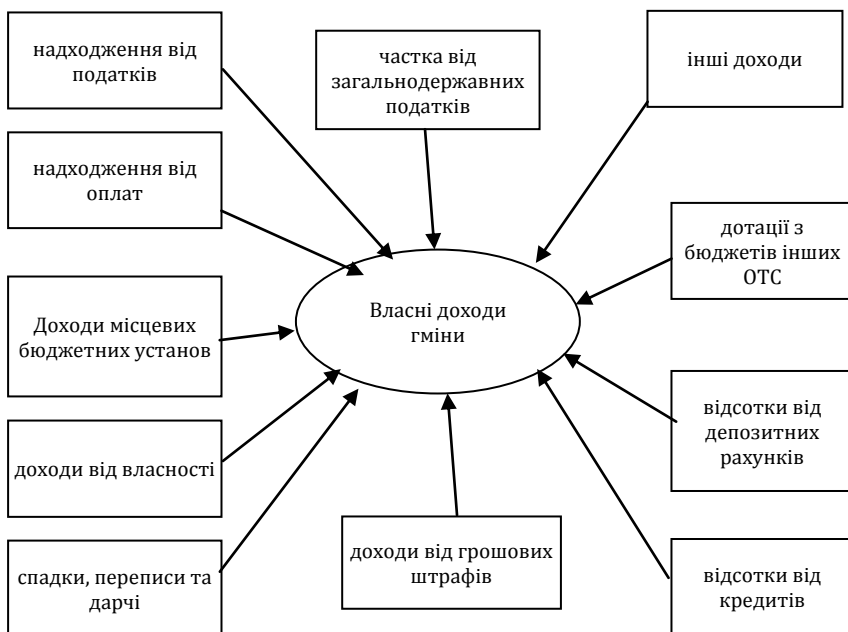 надходження від
податків
частка від
загальнодержавних
податків
інші доходи
надходження від
оплат
дотації з
бюджетів інших
ОТС
Власні доходи
гміни
Доходи місцевих
бюджетних установ
відсотки від
депозитних
рахунків
доходи від власності
доходи від грошових
штрафів
спадки, переписи та
дарчі
відсотки від
кредитів